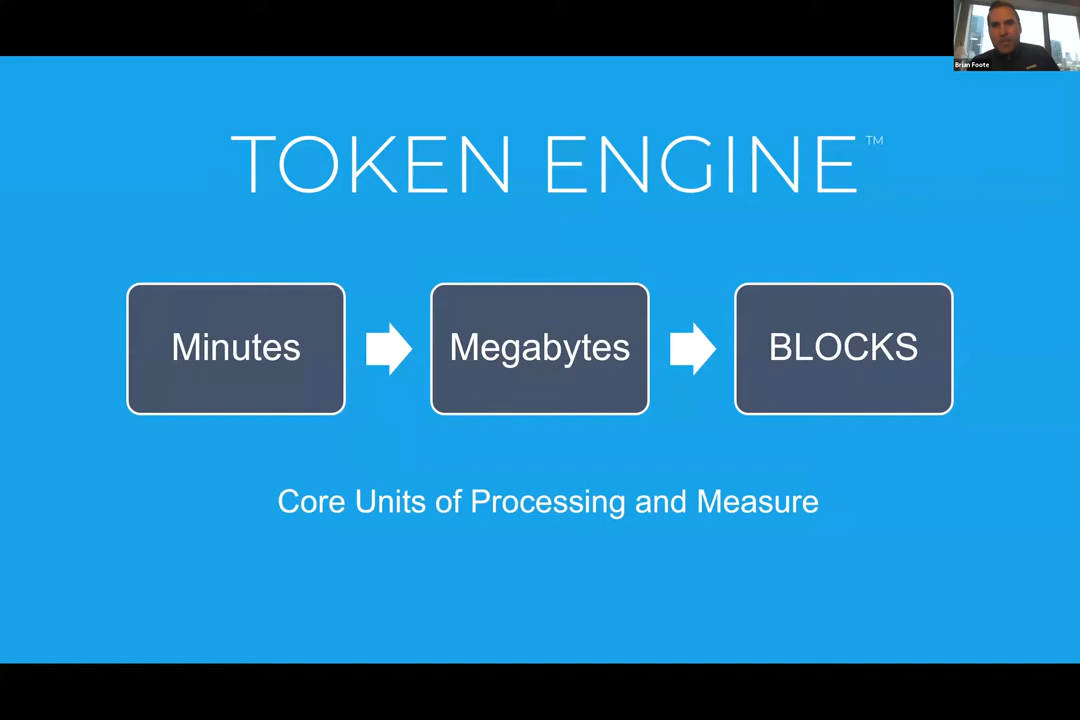 Brian Foote
TOKEN ENGINE™
Minutes
Megabytes
BLOCKS
Core Units of Processing and Measure